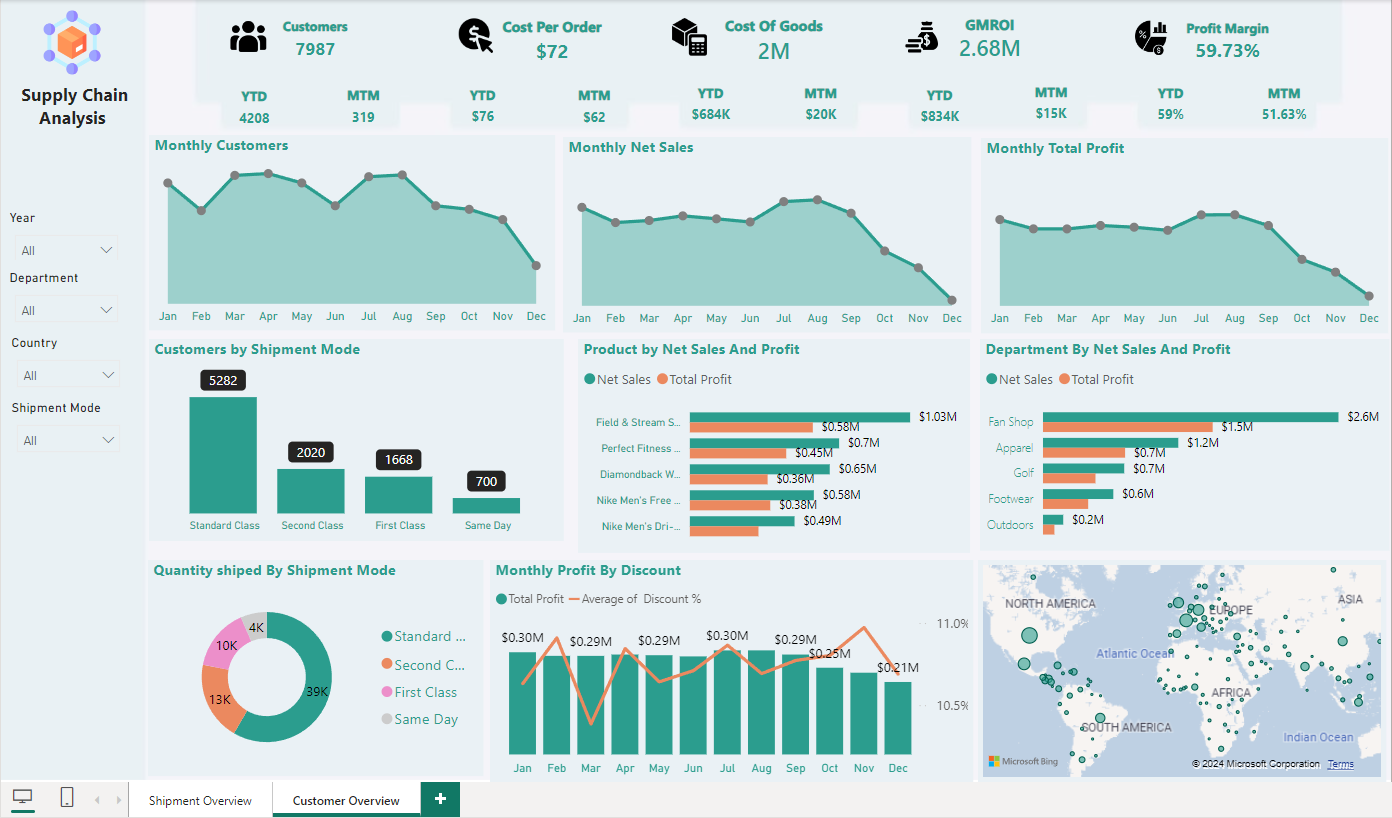 Supply Chain
Analysis
Customers
7987
YTD
4208
MTM
319
Cost Per Order
$72
YTD
$76
MTM
$62
Cost Of Goods
2M
YTD
$684K
MTM
$20K
GMROI
2.68M
YTD
$834K
MTM
$15K
Profit Margin
59.73%
YTD
59%
MTM
51.63%
Year
All
Department
All
Country
All
Shipment Mode
All
Monthly Customers
Jan Feb Mar Apr May Jun Jul Aug Sep Oct Nov Dec
Monthly Net Sales
Jan Feb Mar Apr May Jun Jul Aug Sep Oct Nov Dec
Monthly Total Profit
Jan Feb Mar Apr May Jun Jul Aug Sep Oct Nov Dec
Customers by Shipment Mode
5282
2020
1668
700
Standard Class Second Class First Class Same Day
Product by Net Sales And Profit
Net Sales Total Profit
Field & Stream S... $1.03M
$0.58M
Perfect Fitness ... $0.7M
$0.45M
Diamondback W... $0.65M
$0.36M
Nike Men's Free ... $0.58M
$0.38M
Nike Men's Dri-... $0.49M
Department By Net Sales And Profit
Net Sales Total Profit
Fan Shop $2.6M
$1.5M
Apparel $1.2M
$0.7M
Golf $0.7M
Footwear $0.6M
Outdoors $0.2M
Quantity shiped By Shipment Mode
4K
10K
13K
39K
Standard ...
Second C...
First Class
Same Day
Monthly Profit By Discount
Total Profit Average of Discount %
$0.30M $0.29M $0.29M $0.30M $0.29M $0.25M $0.21M
11.0%
10.5%
Jan Feb Mar Apr May Jun Jul Aug Sep Oct Nov Dec
NORTH AMERICA
EUROPE
ASIA
Atlantic Ocean
AFRICA
SOUTH AMERICA
Indian Ocean
Microsoft Bing
© 2024 Microsoft Corporation Terms
Shipment Overview
Customer Overview
+